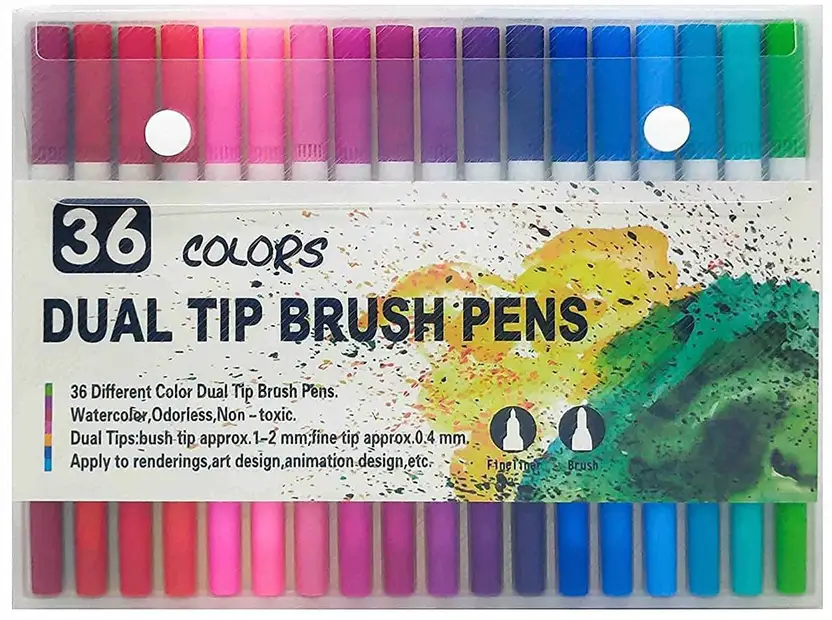 36 COLORS
DUAL TIP BRUSH PENS
36 Different Color Dual Tip Brush Pens.
Watercolor,Odorless,Non-toxic.
Dual Tips:bush tip approx.1-2 mm,fine tip approx.0.4 mm.
Apply to renderings,art design,animation design,etc.
Fineliner Brush